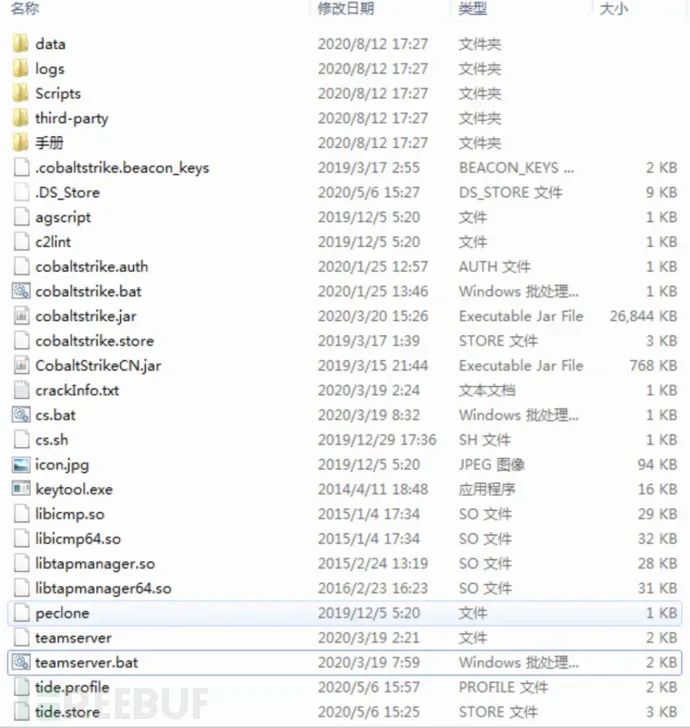 名称 修改日期 类型 大小
data 2020/8/12 17:27 文件夹
logs 2020/8/12 17:27 文件夹
Scripts 2020/8/12 17:27 文件夹
third-party 2020/8/12 17:27 文件夹
手册 2020/8/12 17:27 文件夹
.cobaltstrike.beacon_keys 2019/3/17 2:55 BEACON_KEYS ... 2 KB
.DS_Store 2020/5/6 15:27 DS_STORE 文件 9 KB
agscript 2019/12/5 5:20 文件 1 KB
c2lint 2019/12/5 5:20 文件 1 KB
cobaltstrike.auth 2020/1/25 12:57 AUTH 文件 1 KB
cobaltstrike.bat 2020/1/25 13:46 Windows 批处理... 1 KB
cobaltstrike.jar 2020/3/20 15:26 Executable Jar File 26,844 KB
cobaltstrike.store 2019/3/17 1:39 STORE 文件 3 KB
CobaltStrikeCN.jar 2019/3/15 21:44 Executable Jar File 768 KB
crackInfo.txt 2020/3/19 2:24 文本文档 1 KB
cs.bat 2020/3/19 8:32 Windows 批处理... 1 KB
cs.sh 2019/12/29 17:36 SH 文件 1 KB
icon.jpg 2019/12/5 5:20 JPEG 图像 94 KB
keytool.exe 2014/4/11 18:48 应用程序 16 KB
libicmp.so 2015/1/4 17:34 SO 文件 29 KB
libicmp64.so 2015/1/4 17:34 SO 文件 32 KB
libtapmanager.so 2015/2/24 13:19 SO 文件 28 KB
libtapmanager64.so 2016/2/23 16:23 SO 文件 31 KB
peclone 2019/12/5 5:20 文件 1 KB
teamserver 2020/3/19 2:21 文件 2 KB
teamserver.bat 2020/3/19 7:59 Windows 批处理... 2 KB
tide.profile 2020/5/6 15:57 PROFILE 文件 2 KB
tide.store 2020/5/6 15:25 STORE 文件 3 KB
FREEBUF